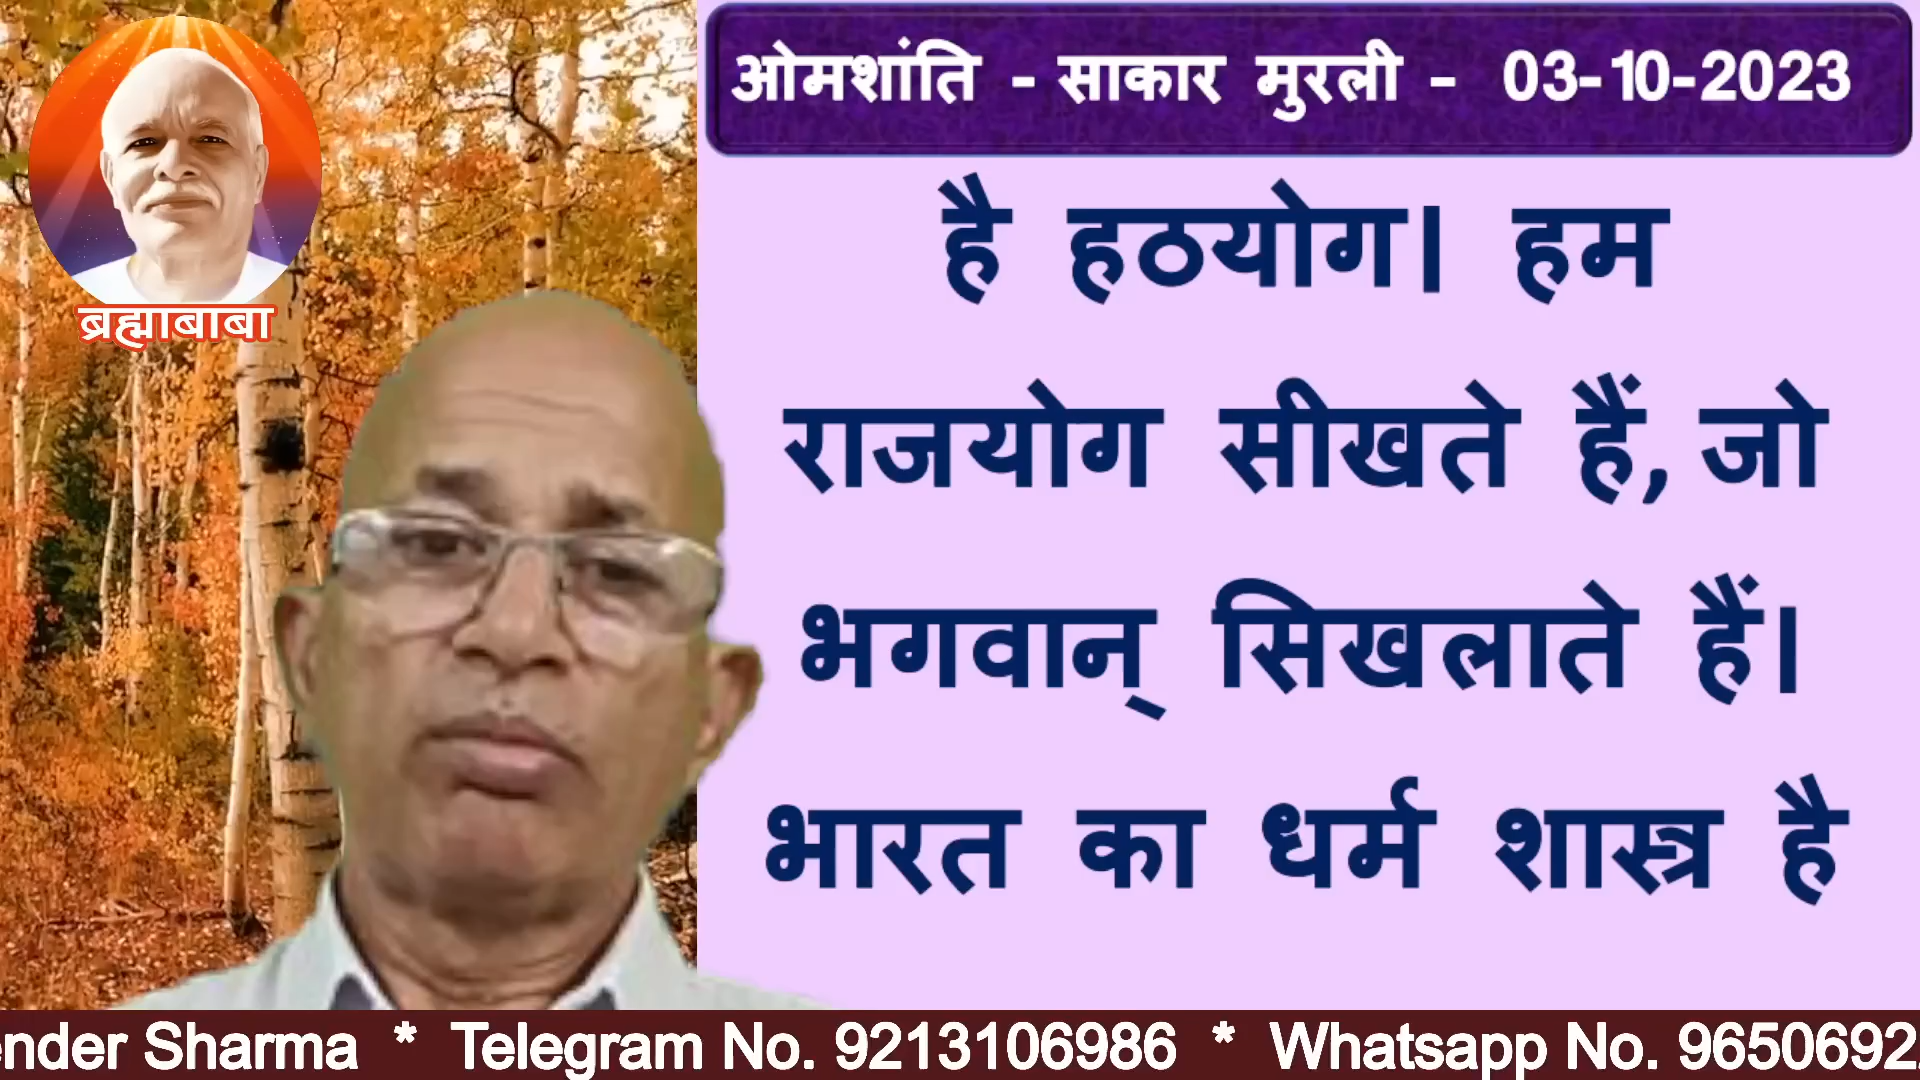 ओमशांति - साकार मुरली - 03-10-2023
ब्रह्माबाबा
है हठयोग। हम
राजयोग सीखते हैं, जो
भगवान् सिखलाते हैं।
भारत का धर्म शास्त्र है
ender Sharma * Telegram No. 9213106986 * Whatsapp No. 9650692